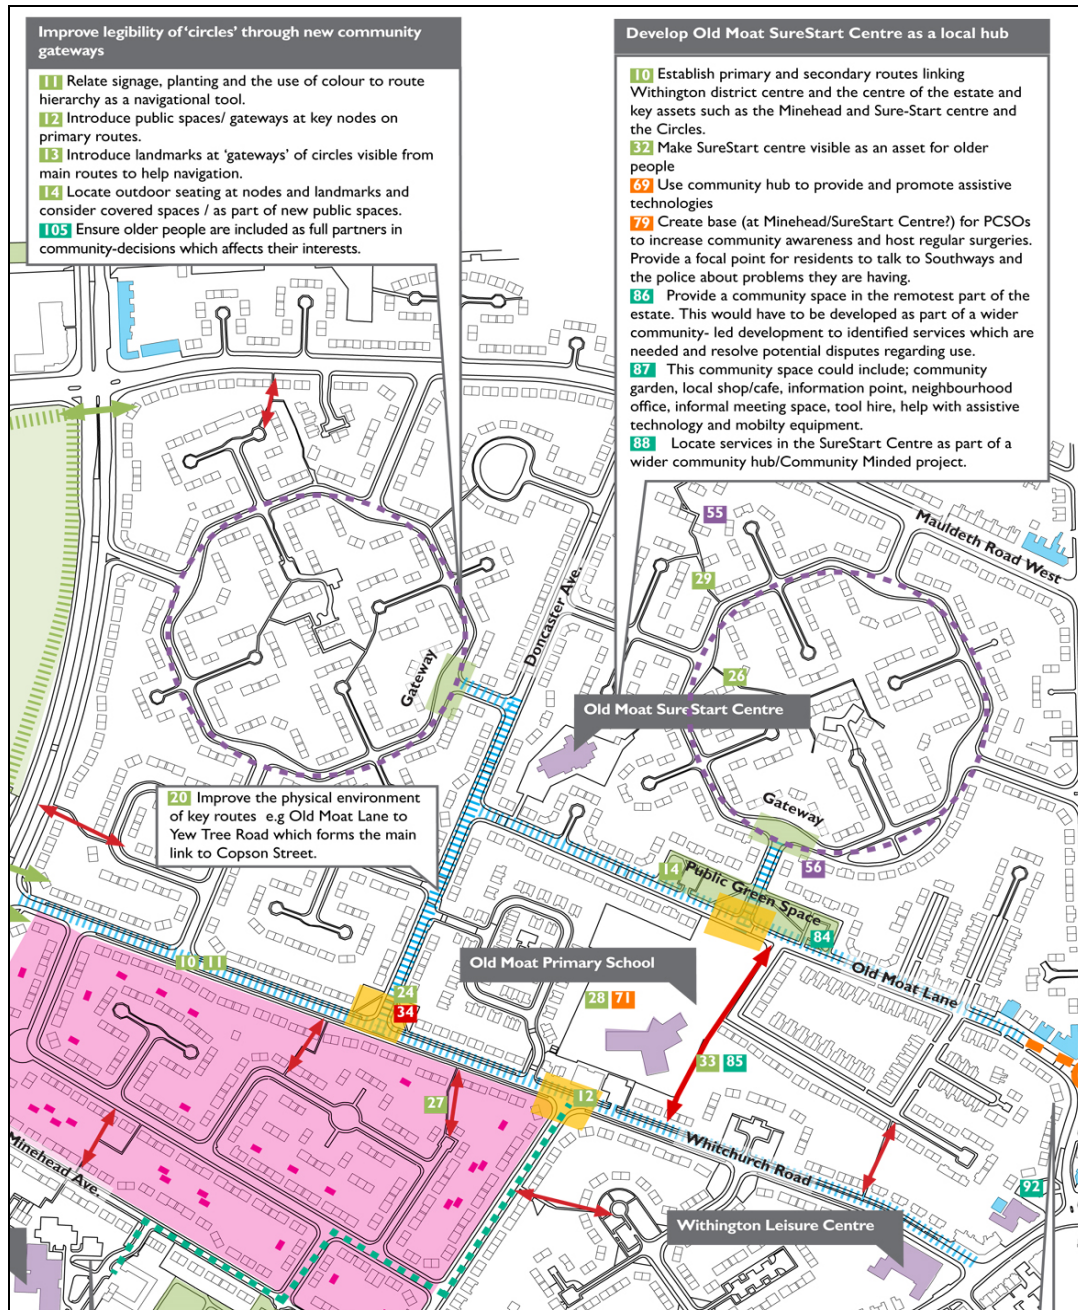 Improve legibility of 'circles' through new community
gateways
11 Relate signage, planting and the use of colour to route
hierarchy as a navigational tool.
12 Introduce public spaces/ gateways at key nodes on
primary routes.
13 Introduce landmarks at 'gateways' of circles visible from
main routes to help navigation.
14 Locate outdoor seating at nodes and landmarks and
consider covered spaces / as part of new public spaces.
105 Ensure older people are included as full partners in
community-decisions which affects their interests.
Develop Old Moat SureStart Centre as a local hub
10 Establish primary and secondary routes linking
Withington district centre and the centre of the estate and
key assets such as the Minehead and Sure-Start centre and
the Circles.
32 Make SureStart centre visible as an asset for older
people
69 Use community hub to provide and promote assistive
technologies
79 Create base (at Minehead/SureStart Centre?) for PCSOs
to increase community awareness and host regular surgeries.
Provide a focal point for residents to talk to Southways and
the police about problems they are having.
86 Provide a community space in the remotest part of the
estate. This would have to be developed as part of a wider
community- led development to identified services which are
needed and resolve potential disputes regarding use.
87 This community space could include; community
garden, local shop/cafe, information point, neighbourhood
office, informal meeting space, tool hire, help with assistive
technology and mobilty equipment.
88 Locate services in the SureStart Centre as part of a
wider community hub/Community Minded project.
55
Mauldeth Road West
29
Doncaster Ave.
Gateway
26
Old Moat SureStart Centre
20 Improve the physical environment
of key routes e.g Old Moat Lane to
Yew Tree Road which forms the main
link to Copson Street.
Gateway
56
14
Public Green Space
84
Old Moat Lane
10 11
Old Moat Primary School
24
34
28 71
33 85
27
12
Whitchurch Road
Minehead Ave.
92
Withington Leisure Centre